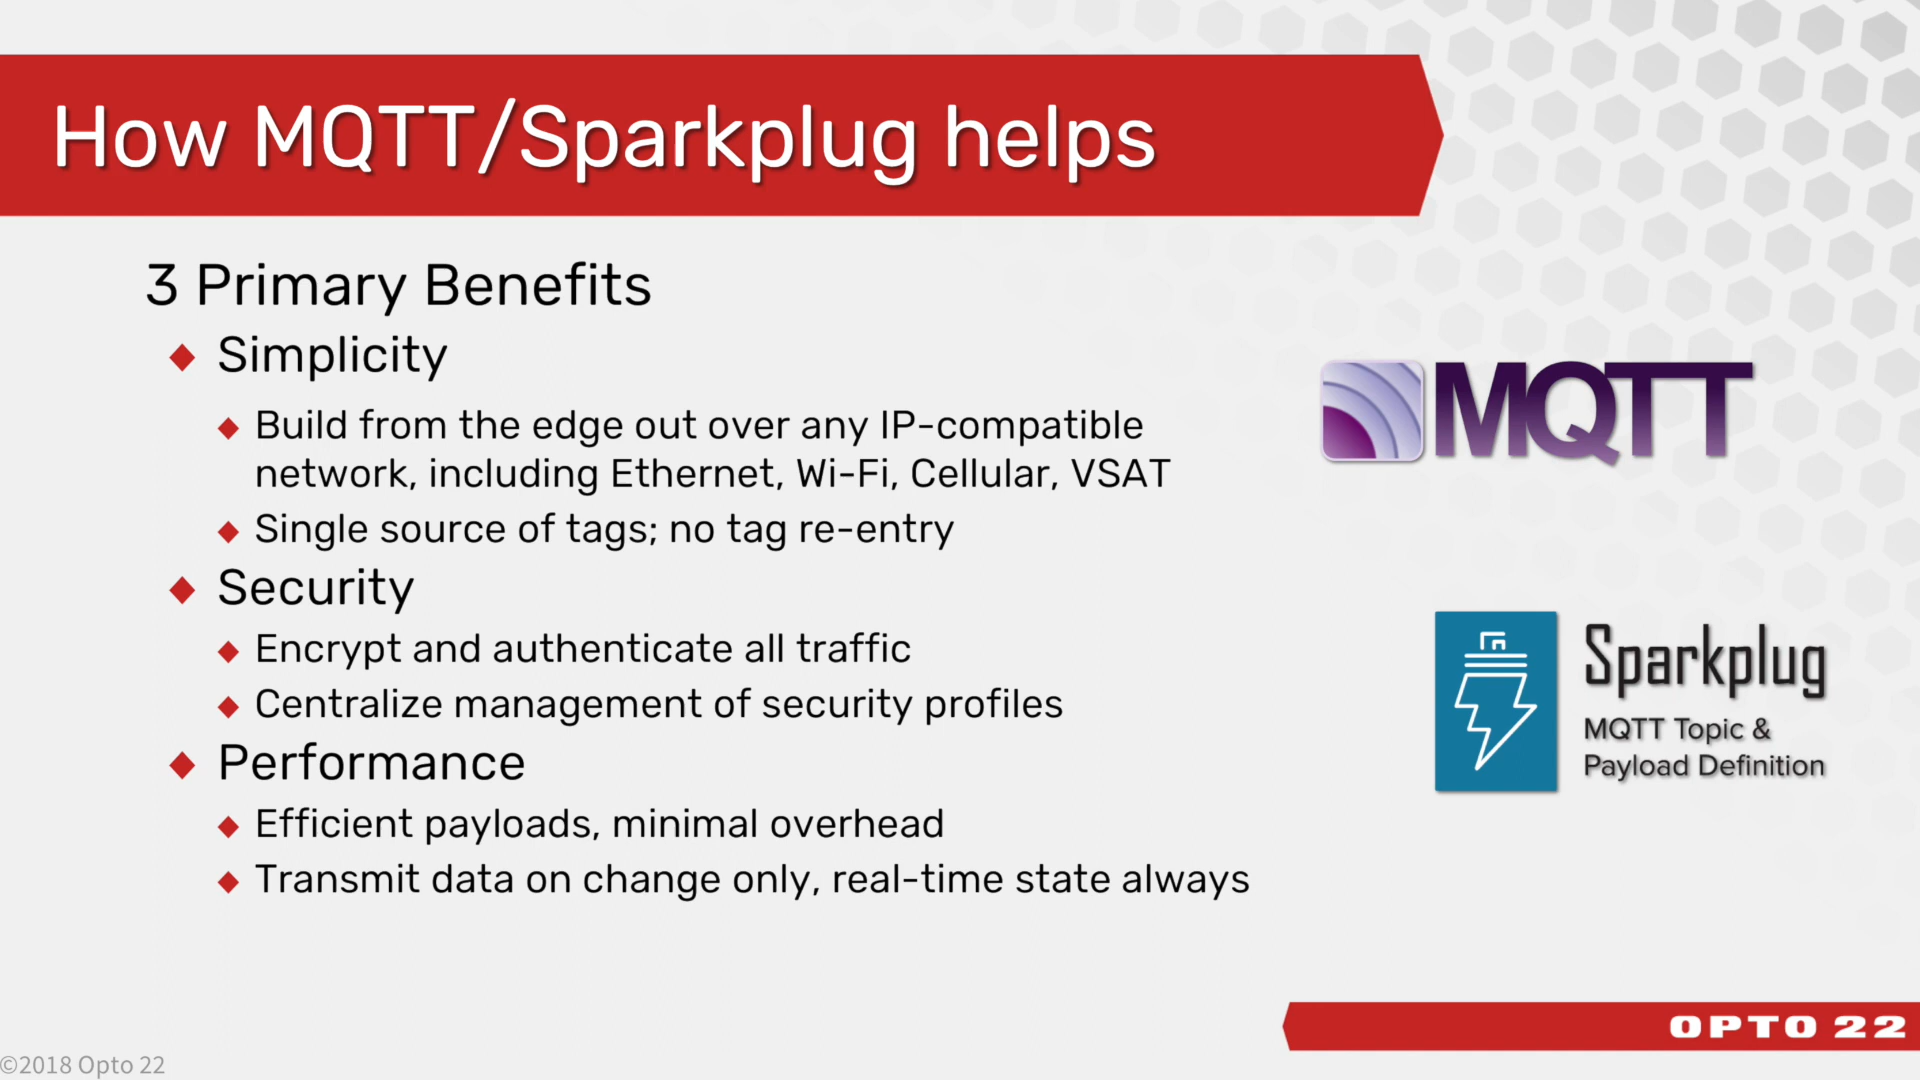 How MQTT/Sparkplug helps
3 Primary Benefits
Simplicity
Build from the edge out over any IP-compatible
network, including Ethernet, Wi-Fi, Cellular, VSAT
Single source of tags; no tag re-entry
Security
Encrypt and authenticate all traffic
Centralize management of security profiles
Performance
Efficient payloads, minimal overhead
Transmit data on change only, real-time state always
MQTT
Sparkplug
MQTT Topic &
Payload Definition
OPTO 22
©2018 Opto 22